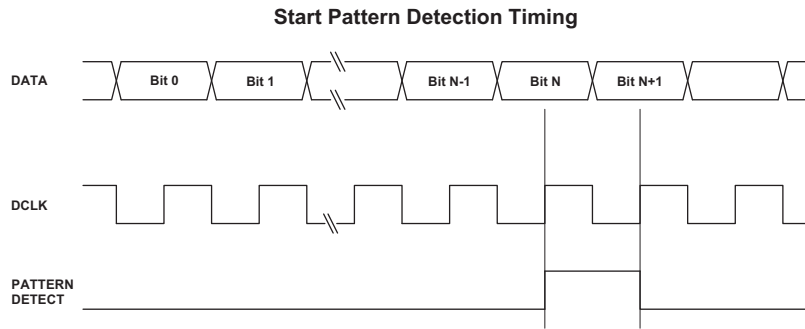 Start Pattern Detection Timing
DATA
Bit 0
Bit 1
Bit N-1
Bit N
Bit N+1
DCLK
PATTERN
DETECT